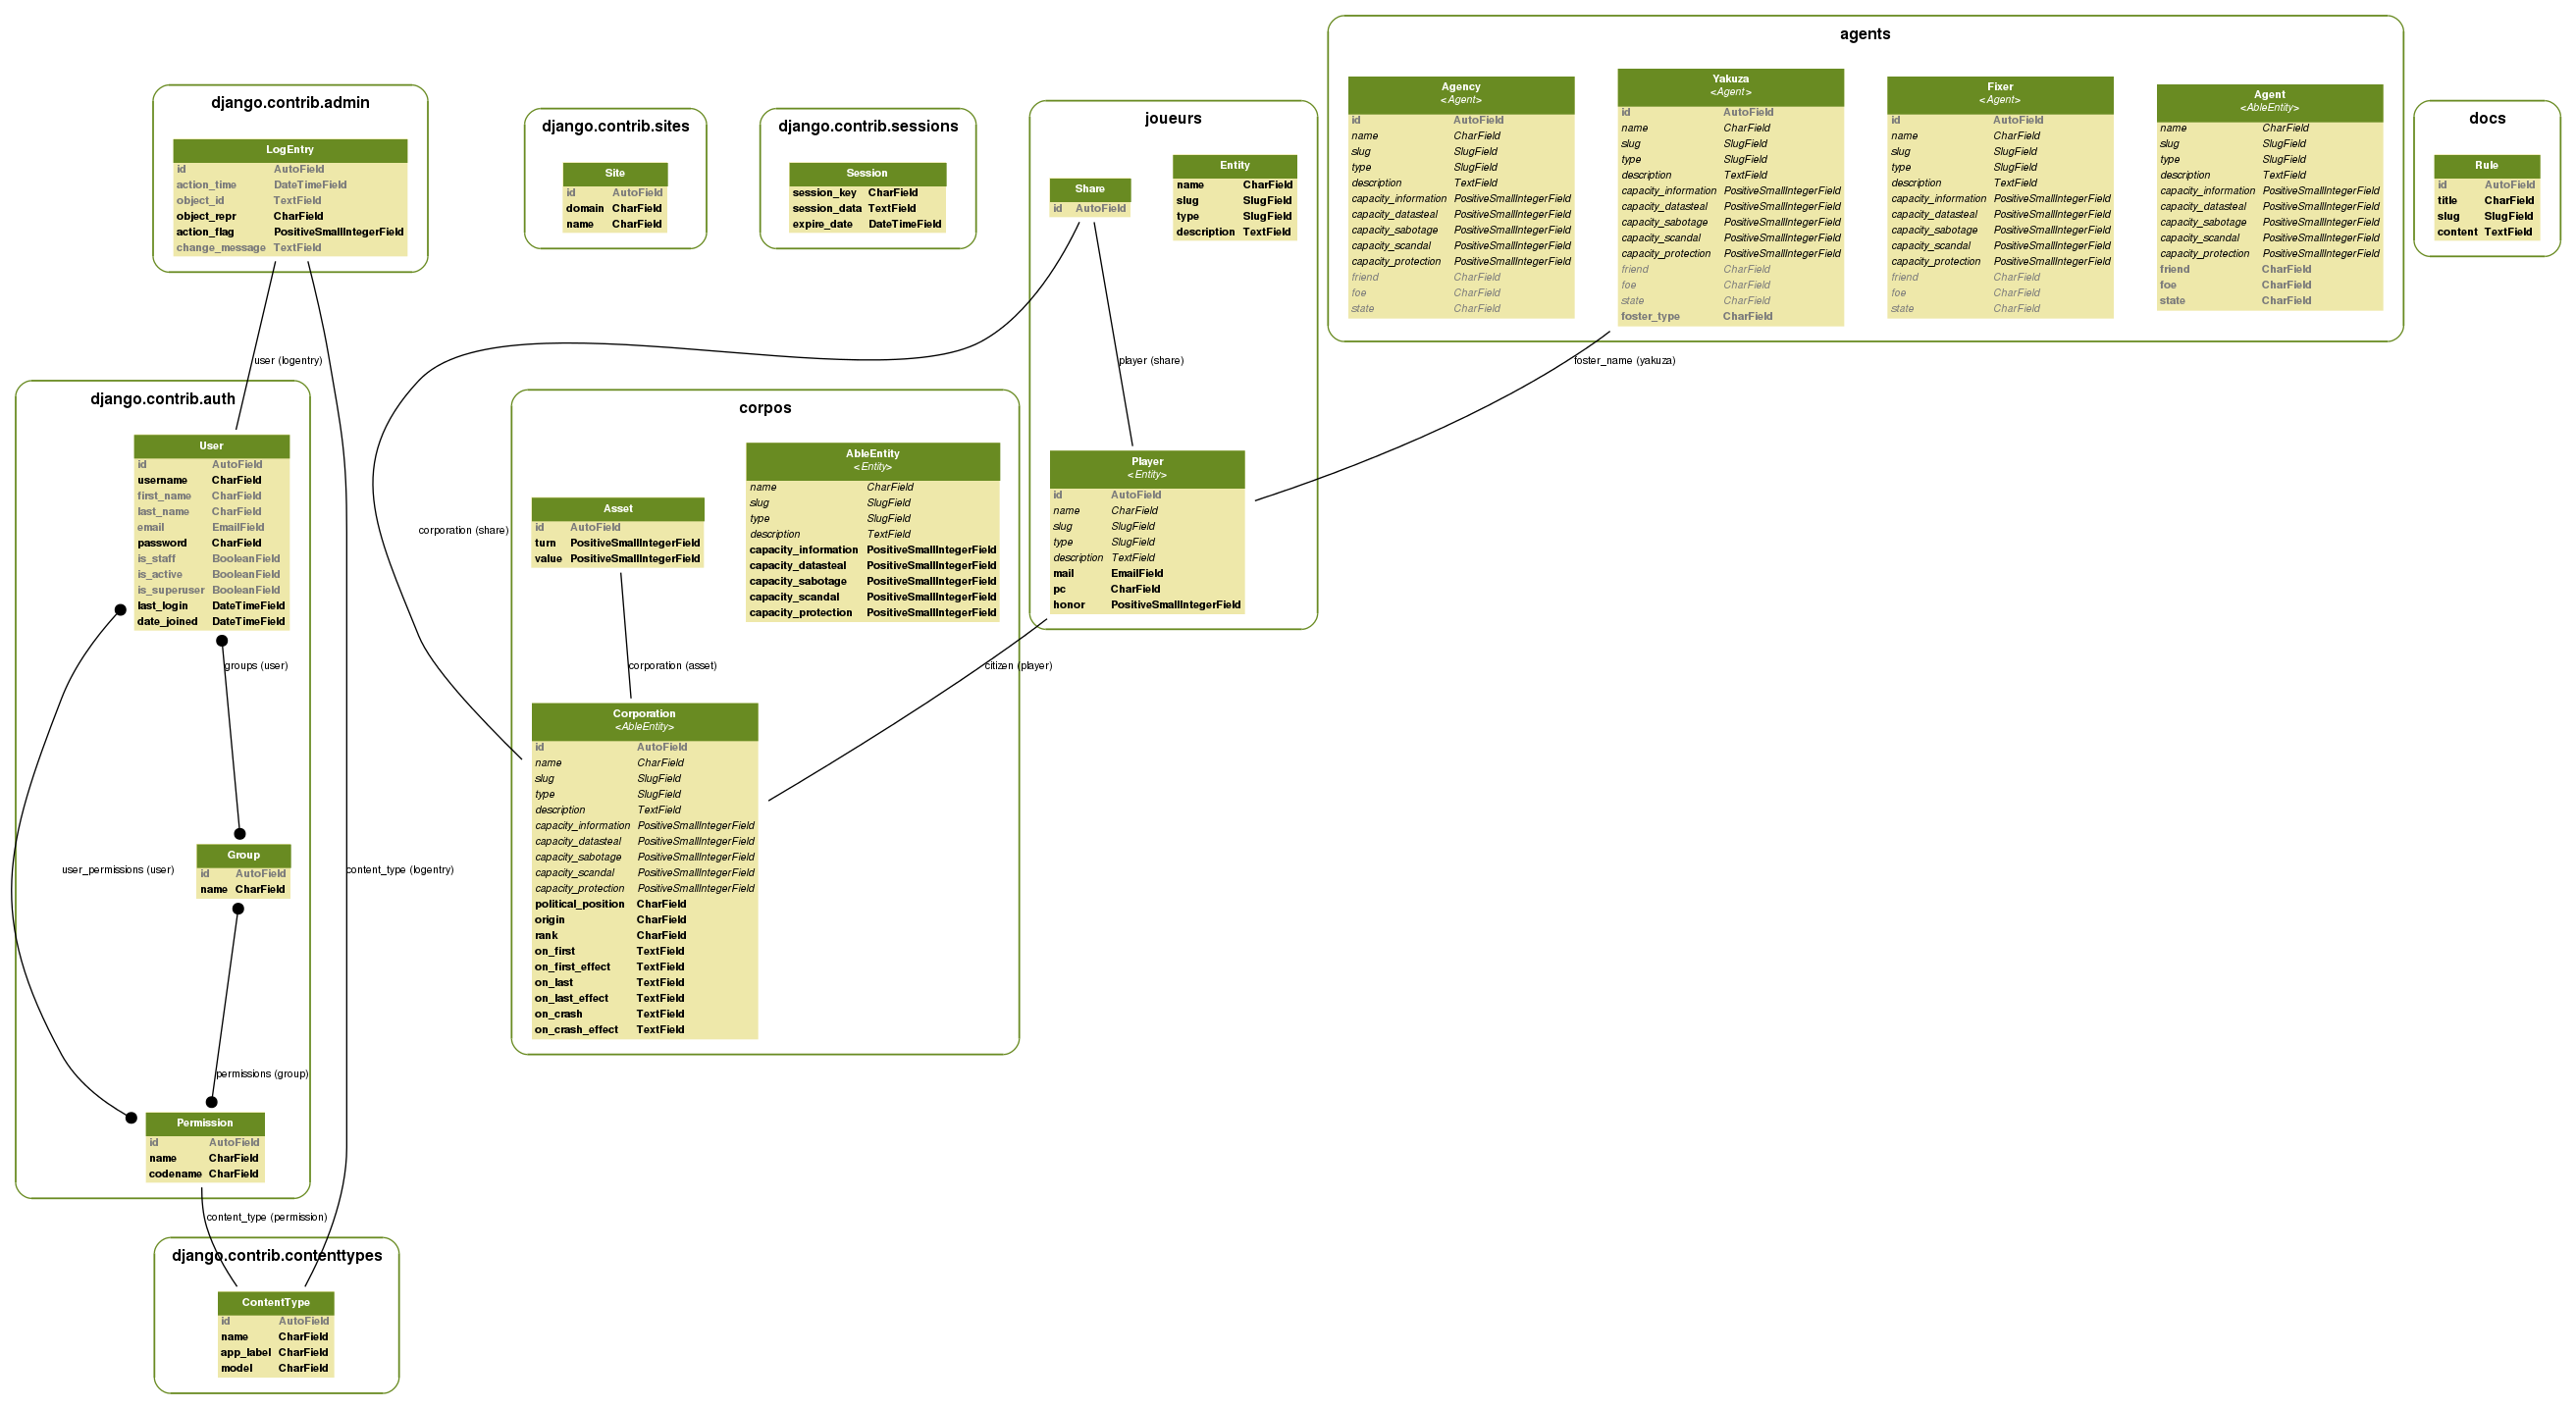 agents
Agency
<Agent>
id AutoField
name CharField
slug SlugField
type SlugField
description TextField
capacity_information PositiveSmallIntegerField
capacity_datasteal PositiveSmallIntegerField
capacity_sabotage PositiveSmallIntegerField
capacity_scandal PositiveSmallIntegerField
capacity_protection PositiveSmallIntegerField
friend CharField
foe CharField
state CharField
Yakuza
<Agent>
id AutoField
name CharField
slug SlugField
type SlugField
description TextField
capacity_information PositiveSmallIntegerField
capacity_datasteal PositiveSmallIntegerField
capacity_sabotage PositiveSmallIntegerField
capacity_scandal PositiveSmallIntegerField
capacity_protection PositiveSmallIntegerField
friend CharField
foe CharField
state CharField
foster_type CharField
Fixer
<Agent>
id AutoField
name CharField
slug SlugField
type SlugField
description TextField
capacity_information PositiveSmallIntegerField
capacity_datasteal PositiveSmallIntegerField
capacity_sabotage PositiveSmallIntegerField
capacity_scandal PositiveSmallIntegerField
capacity_protection PositiveSmallIntegerField
friend CharField
foe CharField
state CharField
Agent
<AbleEntity>
name CharField
slug SlugField
type SlugField
description TextField
capacity_information PositiveSmallIntegerField
capacity_datasteal PositiveSmallIntegerField
capacity_sabotage PositiveSmallIntegerField
capacity_scandal PositiveSmallIntegerField
capacity_protection PositiveSmallIntegerField
friend CharField
foe CharField
state CharField
docs
Rule
id AutoField
title CharField
slug SlugField
content TextField
django.contrib.admin
LogEntry
id AutoField
action_time DateTimeField
object_id TextField
object_repr CharField
action_flag PositiveSmallIntegerField
change_message TextField
django.contrib.sites
Site
id AutoField
domain CharField
name CharField
django.contrib.sessions
Session
session_key CharField
session_data TextField
expire_date DateTimeField
joueurs
Share
id AutoField
Entity
name CharField
slug SlugField
type SlugField
description TextField
user (logentry)
player (share)
foster_name (yakuza)
django.contrib.auth
User
id AutoField
username CharField
first_name CharField
last_name CharField
email EmailField
password CharField
is_staff BooleanField
is_active BooleanField
is_superuser BooleanField
last_login DateTimeField
date_joined DateTimeField
groups (user)
corporation (share)
corpos
Asset
id AutoField
turn PositiveSmallIntegerField
value PositiveSmallIntegerField
AbleEntity
<Entity>
name CharField
slug SlugField
type SlugField
description TextField
capacity_information PositiveSmallIntegerField
capacity_datasteal PositiveSmallIntegerField
capacity_sabotage PositiveSmallIntegerField
capacity_scandal PositiveSmallIntegerField
capacity_protection PositiveSmallIntegerField
Player
<Entity>
id AutoField
name CharField
slug SlugField
type SlugField
description TextField
mail EmailField
pc CharField
honor PositiveSmallIntegerField
corporation (asset)
citizen (player)
Corporation
<AbleEntity>
id AutoField
name CharField
slug SlugField
type SlugField
description TextField
capacity_information PositiveSmallIntegerField
capacity_datasteal PositiveSmallIntegerField
capacity_sabotage PositiveSmallIntegerField
capacity_scandal PositiveSmallIntegerField
capacity_protection PositiveSmallIntegerField
political_position CharField
origin CharField
rank CharField
on_first TextField
on_first_effect TextField
on_last TextField
on_last_effect TextField
on_crash TextField
on_crash_effect TextField
Group
id AutoField
name CharField
user_permissions (user)
content_type (logentry)
permissions (group)
Permission
id AutoField
name CharField
codename CharField
content_type (permission)
django.contrib.contenttypes
ContentType
id AutoField
name CharField
app_label CharField
model CharField